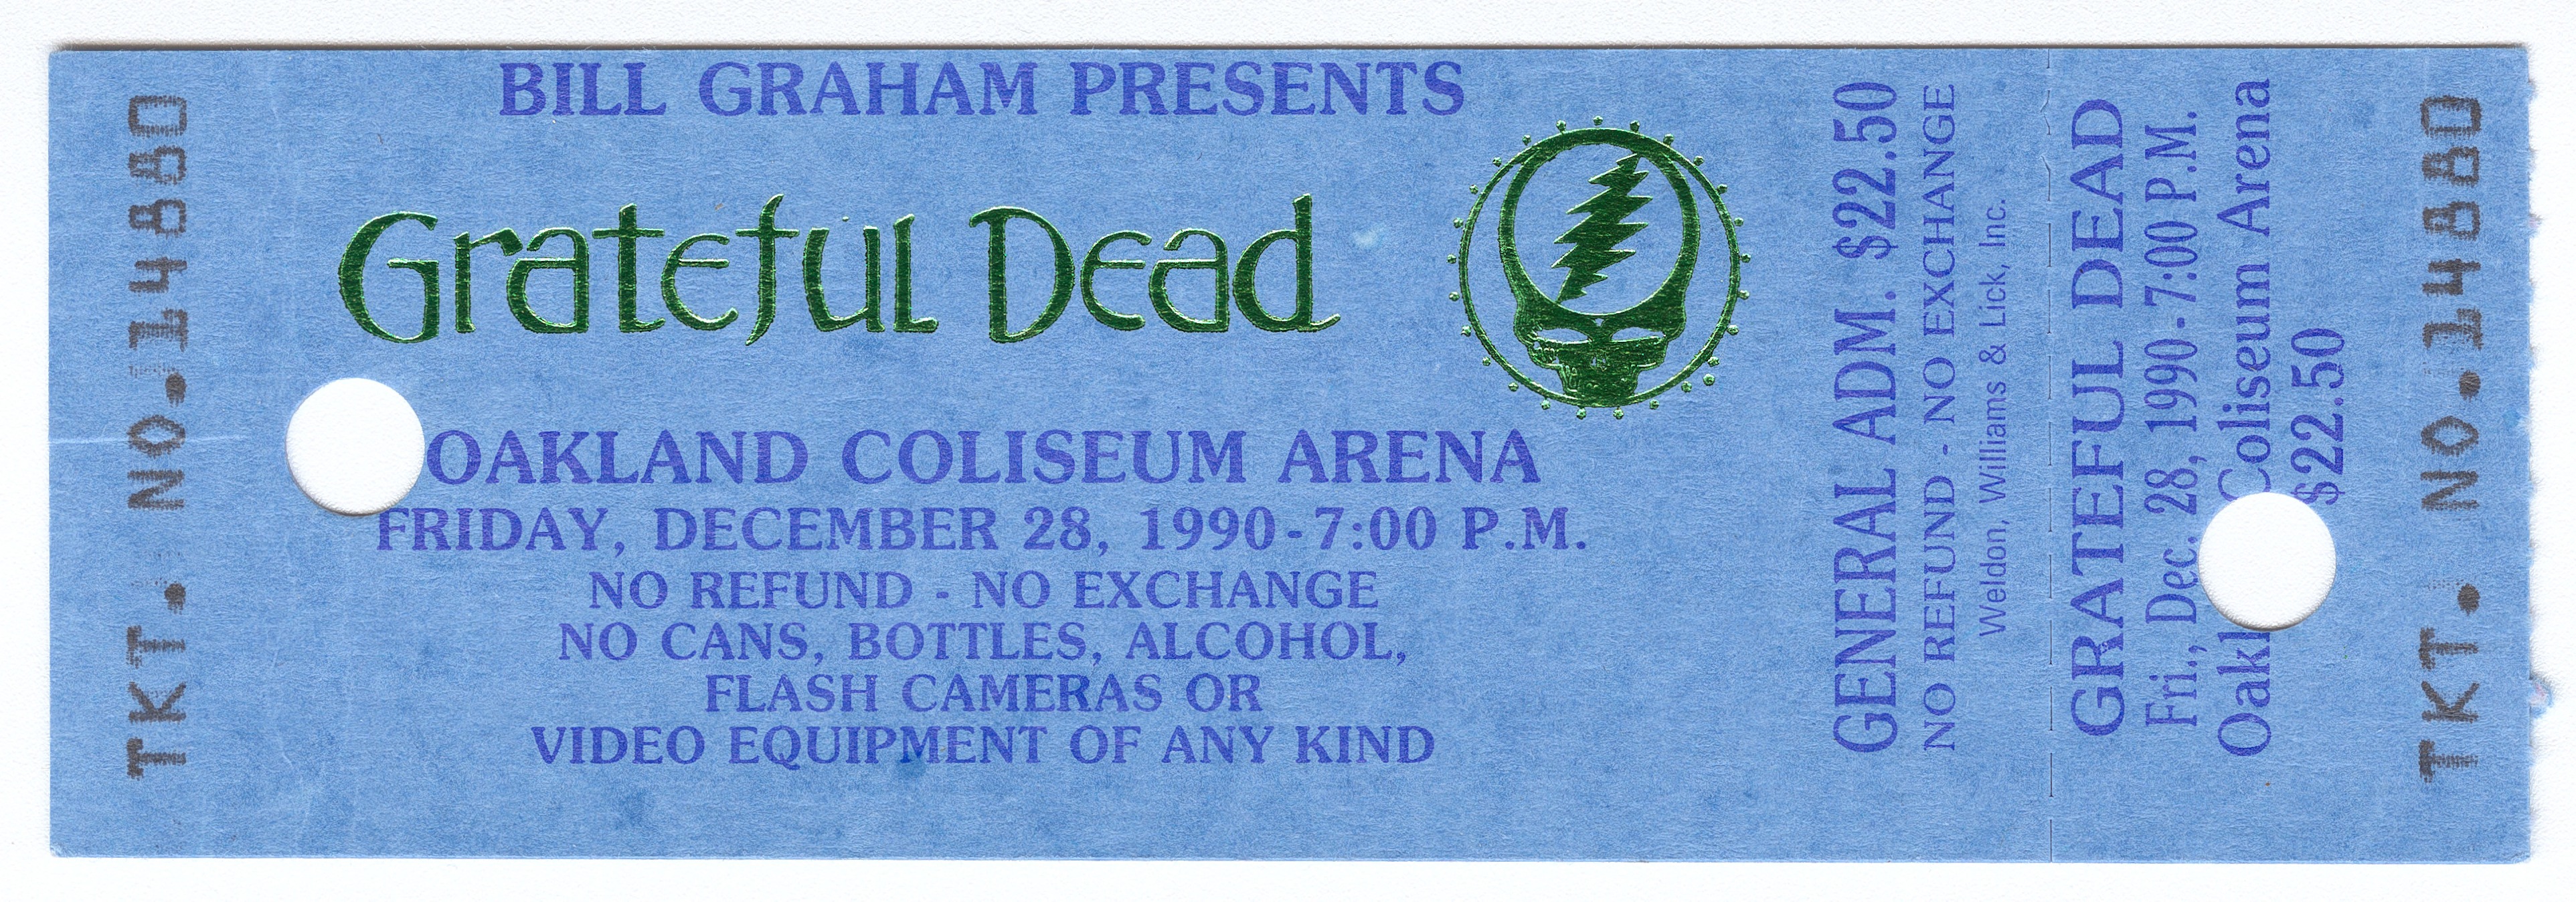 TKT. NO.14880
BILL GRAHAM PRESENTS
Grateful Dead
OAKLAND COLISEUM ARENA
FRIDAY, DECEMBER 28, 1990-7:00 P.M.
NO REFUND - NO EXCHANGE
NO CANS, BOTTLES, ALCOHOL,
FLASH CAMERAS OR
VIDEO EQUIPMENT OF ANY KIND
GENERAL ADM. $22.50
NO REFUND - NO EXCHANGE
Weldon, Williams & Lick, Inc.
GRATEFUL DEAD
Fri., Dec. 28, 1990-7:00 P.M.
Oakl Coliseum Arena
$22.50
TKT. NO.14880